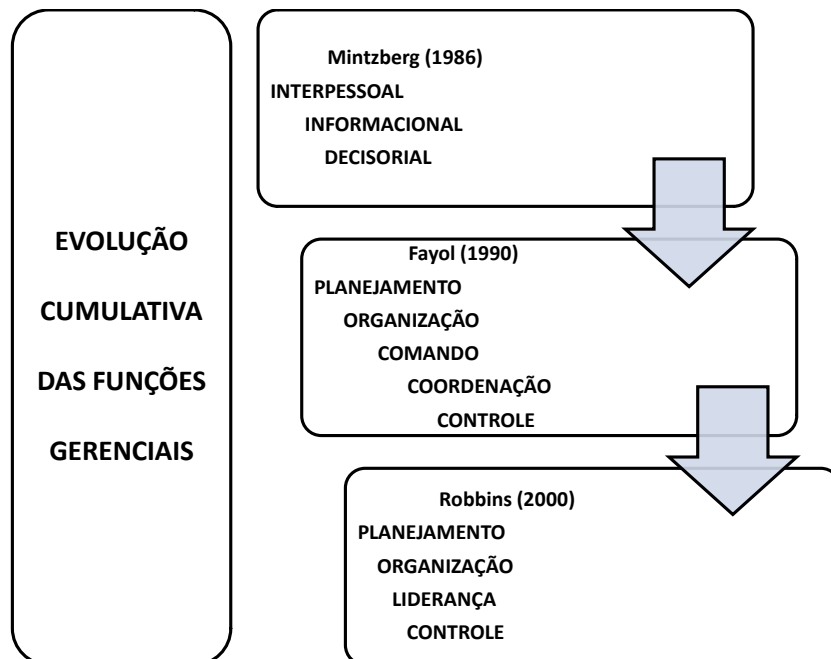 EVOLUÇÃO
CUMULATIVA
DAS FUNÇÕES
GERENCIAIS
Mintzberg (1986)
INTERPESSOAL
INFORMACIONAL
DECISORIAL
Fayol (1990)
PLANEJAMENTO
ORGANIZAÇÃO
COMANDO
COORDENAÇÃO
CONTROLE
Robbins (2000)
PLANEJAMENTO
ORGANIZAÇÃO
LIDERANÇA
CONTROLE